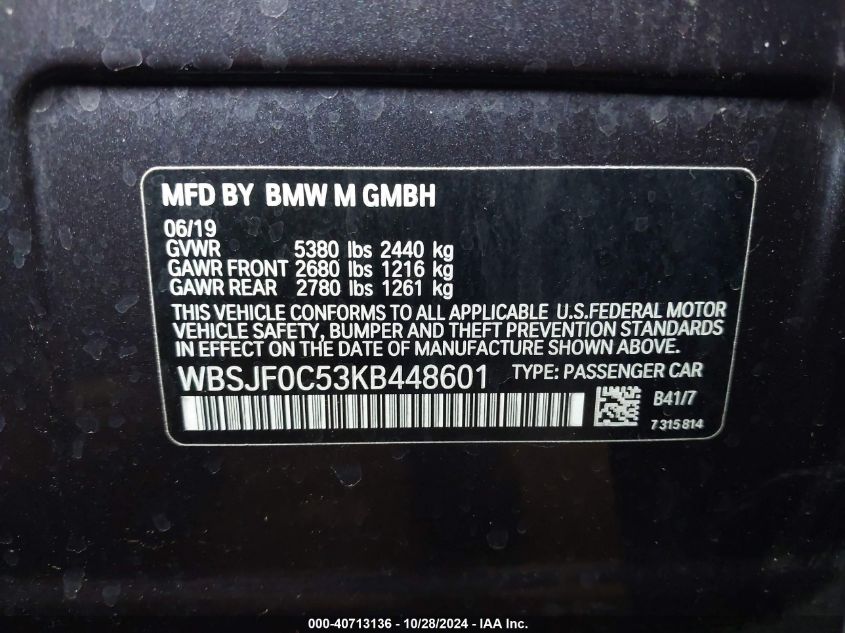 MFD BY BMW M GMBH
06/19
GVWR 5380 lbs 2440 kg
GAWR FRONT 2680 lbs 1216 kg
GAWR REAR 2780 lbs 1261 kg
THIS VEHICLE CONFORMS TO ALL APPLICABLE U.S.FEDERAL MOTOR
VEHICLE SAFETY, BUMPER AND THEFT PREVENTION STANDARDS
IN EFFECT ON THE DATE OF MANUFACTURE SHOWN ABOVE.
WBSJF0C53KB448601 TYPE: PASSENGER CAR
B41/7
7315814
000-40713136 - 10/28/2024 - IAA Inc.